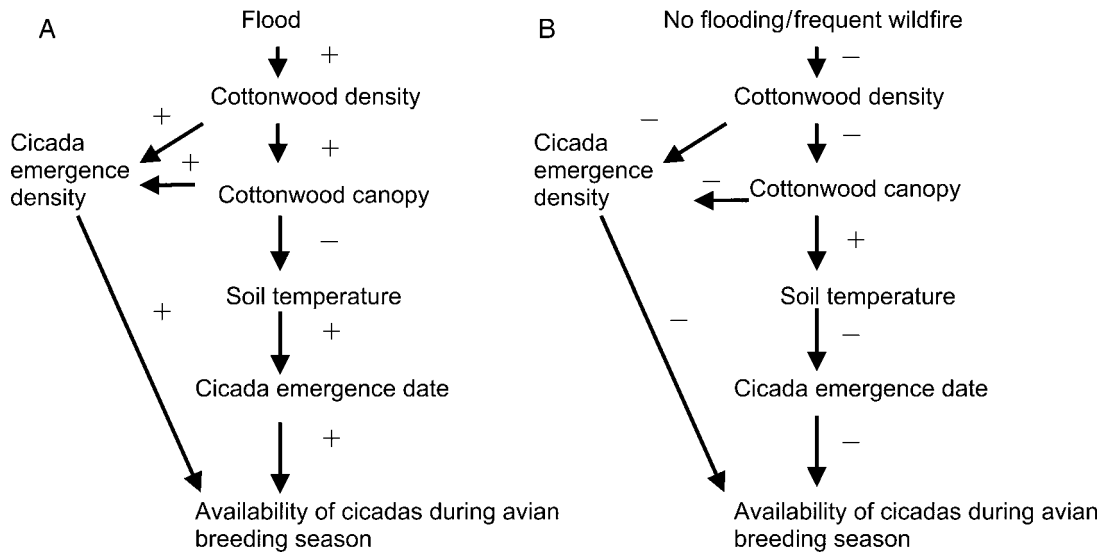 A
Flood
+
Cottonwood density
+
+
Cicada
emergence
density
+
Cottonwood canopy
−
Soil temperature
+
+
Cicada emergence date
+
Availability of cicadas during avian
breeding season
B
No flooding/frequent wildfire
−
Cottonwood density
−
−
Cicada
emergence
density
−
Cottonwood canopy
+
Soil temperature
−
−
Cicada emergence date
−
Availability of cicadas during avian
breeding season